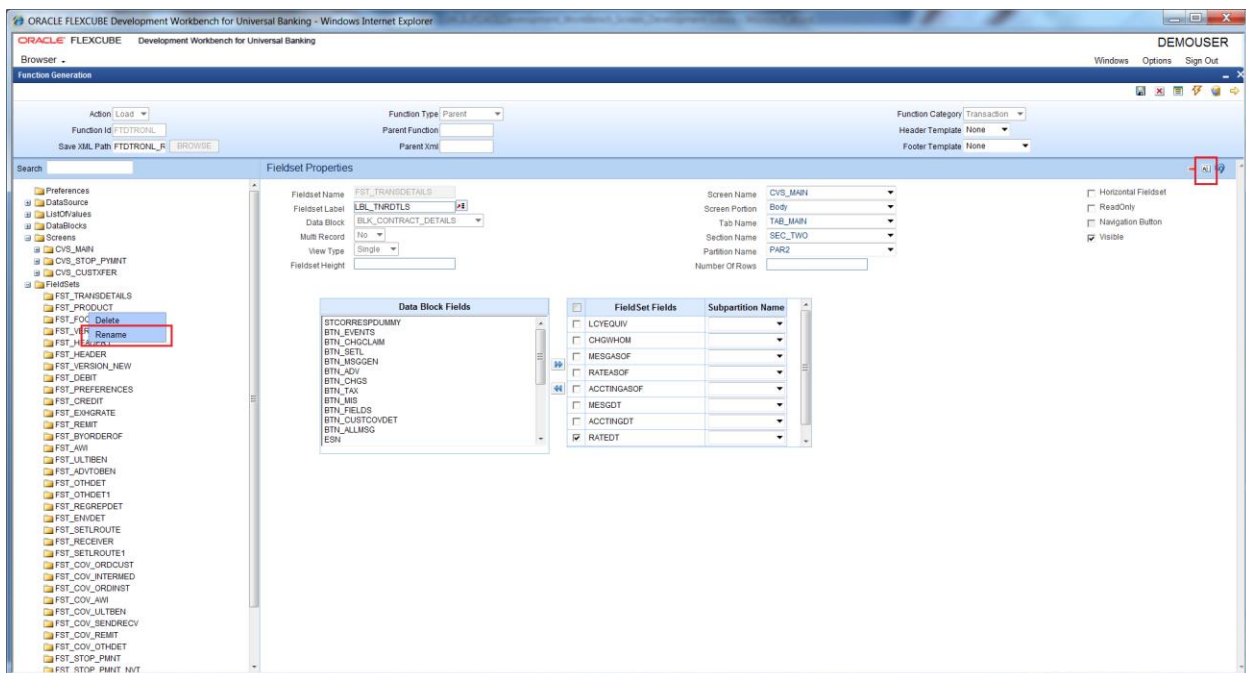 ORACLE FLEXCUBE Development Workbench for Universal Banking - Windows Internet Explorer
ORACLE FLEXCUBE Development Workbench for Universal Banking
DEMOUSER
Browser
Windows Options Sign Out
Function Generation
Action Load
Function Type Parent
Function Category Transaction
Function Id FTDTRONL
Parent Function
Header Template None
Save XML Path FTDTRONL_R BROWSE
Parent Xml
Footer Template None
Search
Fieldset Properties
Preferences
DataSource
ListOfValues
DataBlocks
Screens
CVS_MAIN
CVS_STOP_PYMNT
CVS_CUSTXFER
FieldSets
FST_TRANSDETAILS
FST_PRODUCT
FST_FOO
Delete
FST_VER
Rename
FST_HEADER1
FST_HEADER
FST_VERSION_NEW
FST_DEBIT
FST_PREFERENCES
FST_CREDIT
FST_EXHGRATE
FST_REMIT
FST_BYORDEROF
FST_AWI
FST_ULTIBEN
FST_ADVTOBEN
FST_OTHDET
FST_OTHDET1
FST_REGREPDET
FST_ENVDET
FST_SETLROUTE
FST_RECEIVER
FST_SETLROUTE1
FST_COV_ORDCUST
FST_COV_INTERMED
FST_COV_ORDINST
FST_COV_AWI
FST_COV_ULTBEN
FST_COV_SENDRECV
FST_COV_REMIT
FST_COV_OTHDET
FST_STOP_PMNT
FST_STOP_PMNT_NVT
Fieldset Name FST_TRANSDETAILS
Screen Name CVS_MAIN
Horizontal Fieldset
Fieldset Label LBL_TNRDTLS
Screen Portion Body
ReadOnly
Data Block BLK_CONTRACT_DETAILS
Tab Name TAB_MAIN
Navigation Button
Multi Record No
Section Name SEC_TWO
Visible
View Type Single
Partition Name PAR2
Fieldset Height
Number Of Rows
Data Block Fields
STCORRESPDUMMY
BTN_EVENTS
BTN_CHGCLAIM
BTN_SETL
BTN_MSGGEN
BTN_ADV
BTN_CHGS
BTN_TAX
BTN_MIS
BTN_FIELDS
BTN_CUSTCOVDET
BTN_ALLMSG
ESN
FieldSet Fields Subpartition Name
LCYEQUIV
CHGWHOM
MESGASOF
RATEASOF
ACCTINGASOF
MESGDT
ACCTINGDT
RATEDT